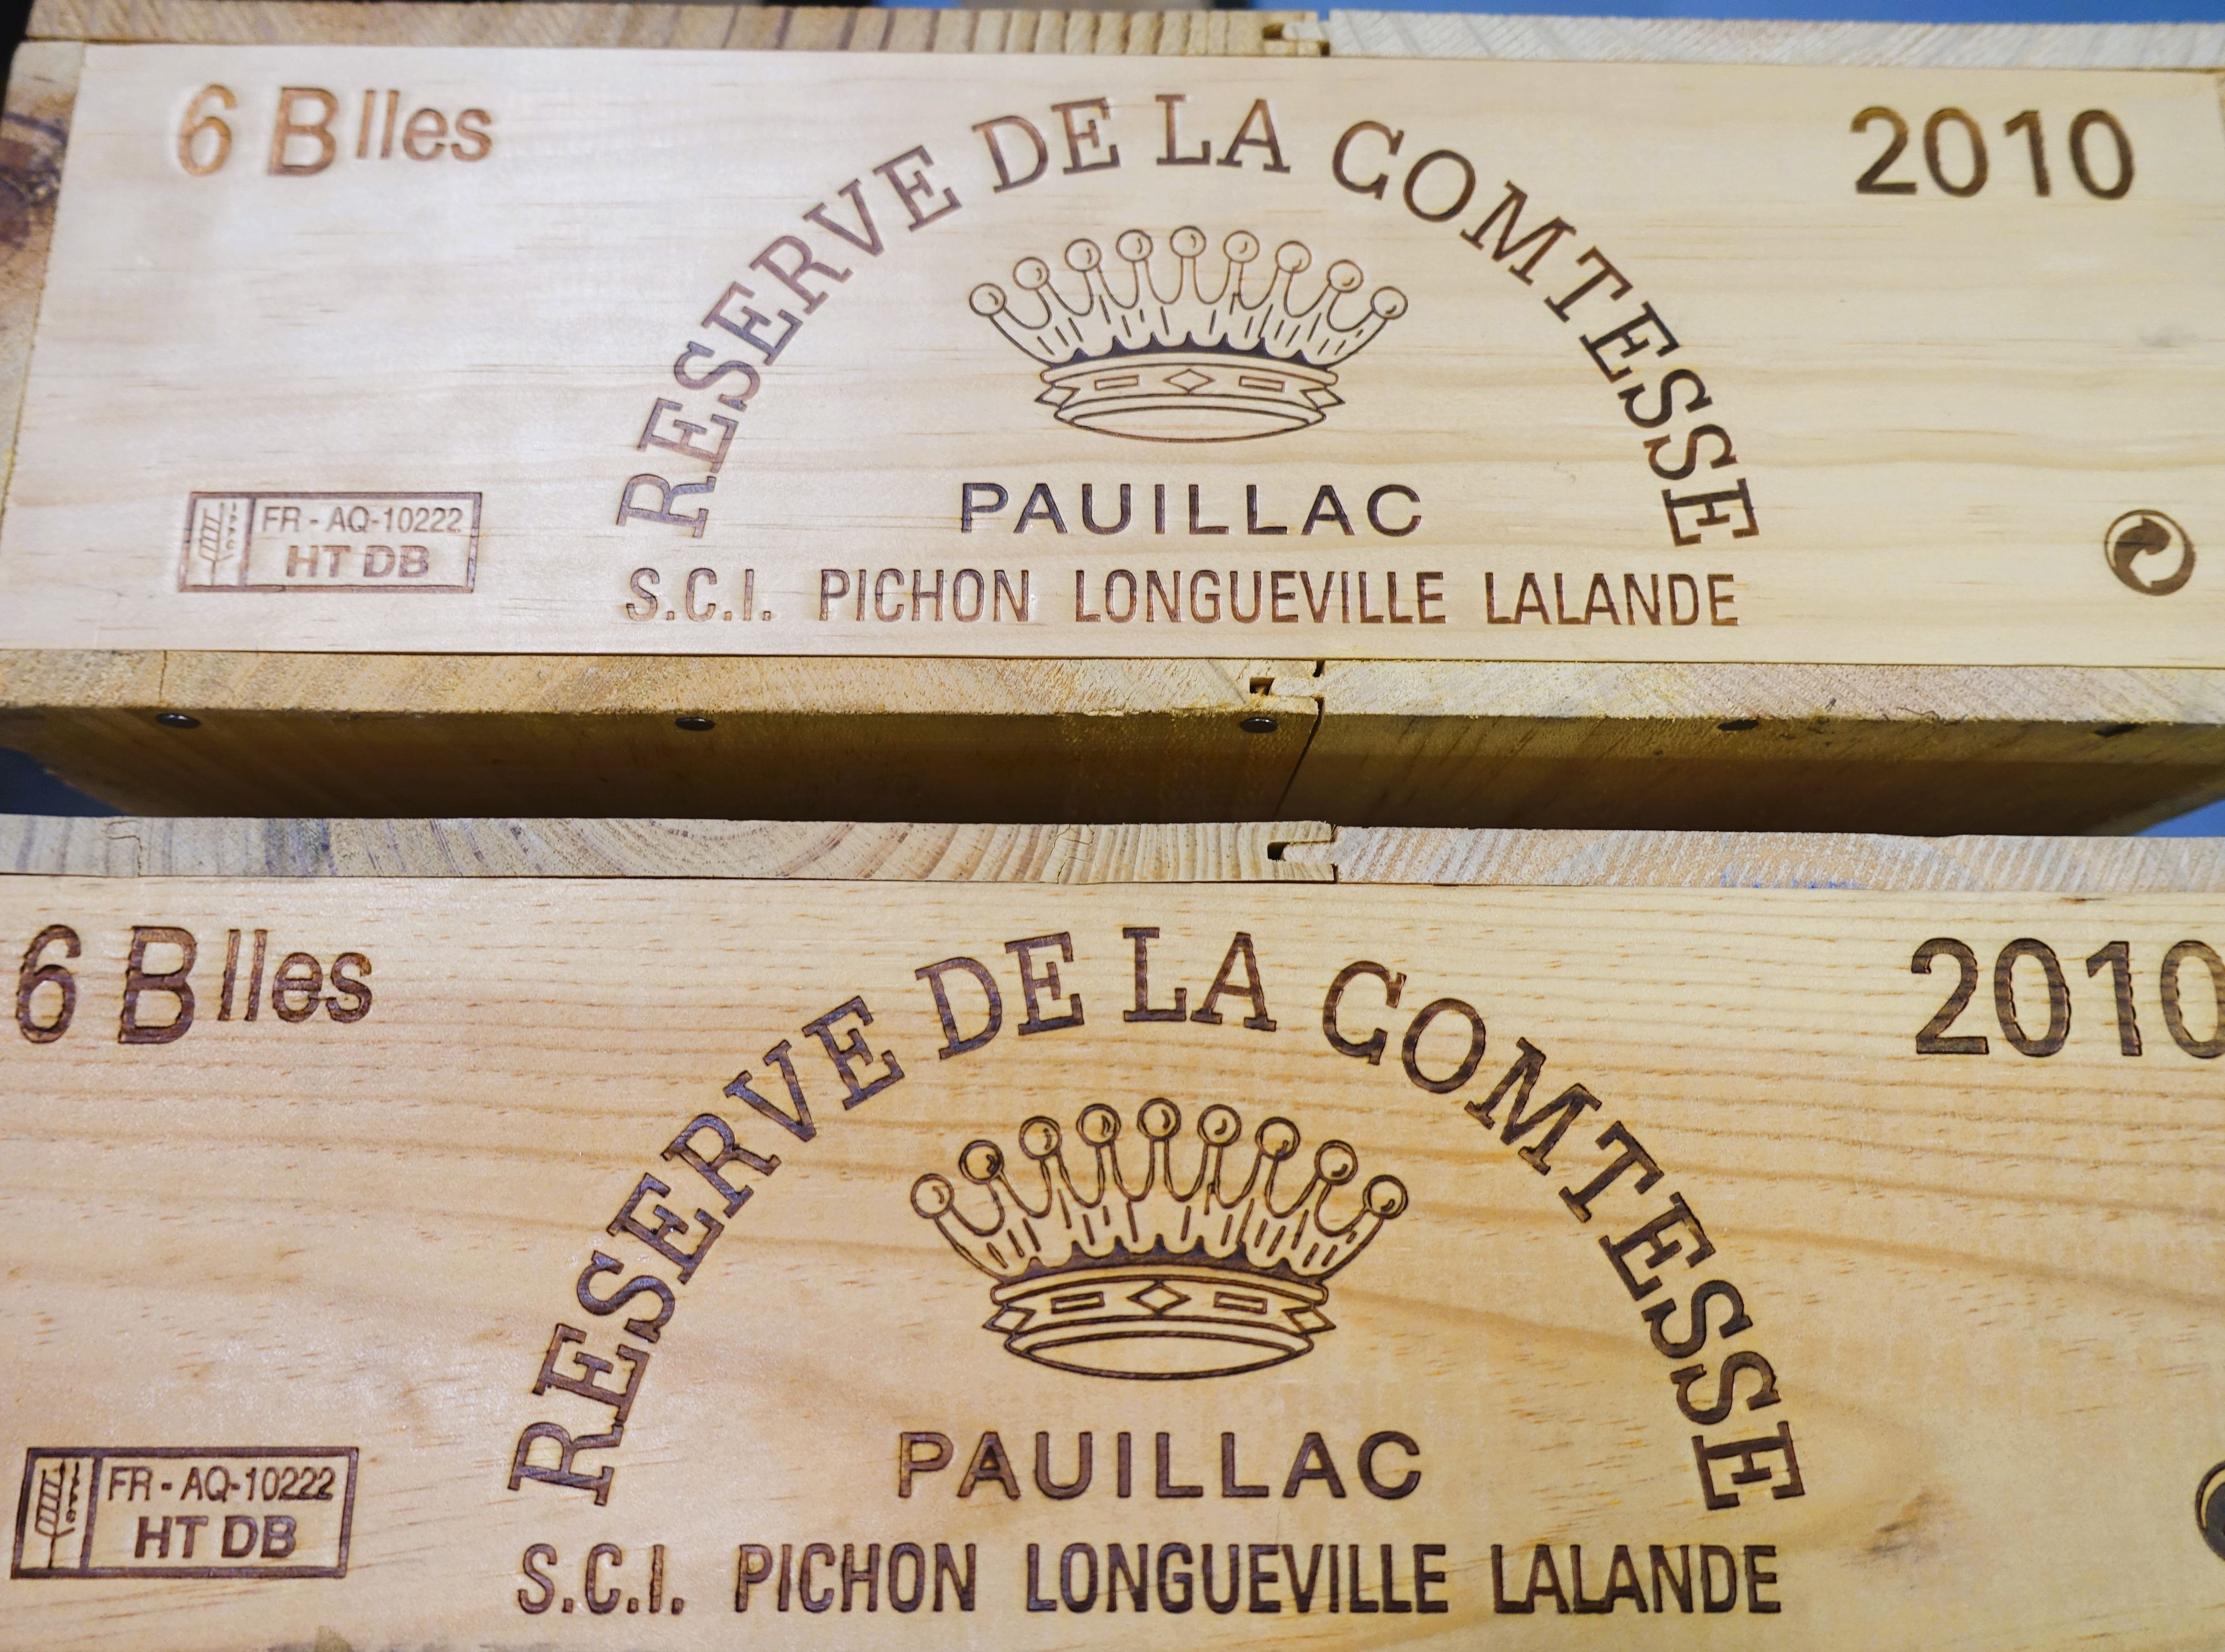 6 Blles
2010
RESERVE DE LA COMTESSE
PAUILLAC
FR - AQ-10222
HT DB
S.C.I. PICHON LONGUEVILLE LALANDE
6 Blles
2010
RESERVE DE LA COMTESSE
PAUILLAC
FR - AQ-10222
HT DB
S.C.I. PICHON LONGUEVILLE LALANDE